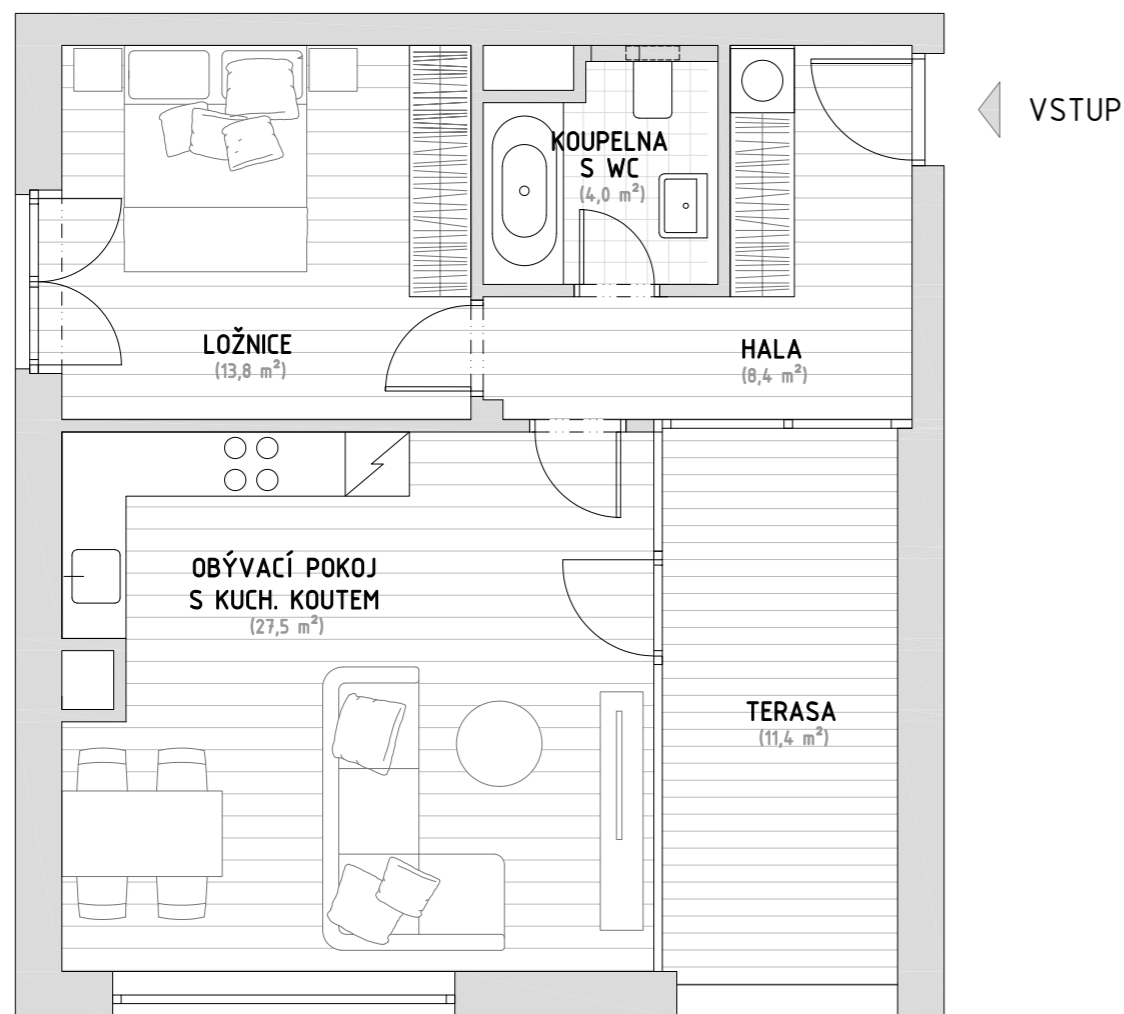 VSTUP
KOUPELNA
S WC
(4,0 m²)
LOŽNICE
(13,8 m²)
HALA
(8,4 m²)
OBÝVACÍ POKOJ
S KUCH. KOUTEM
(27,5 m²)
TERASA
(11,4 m²)